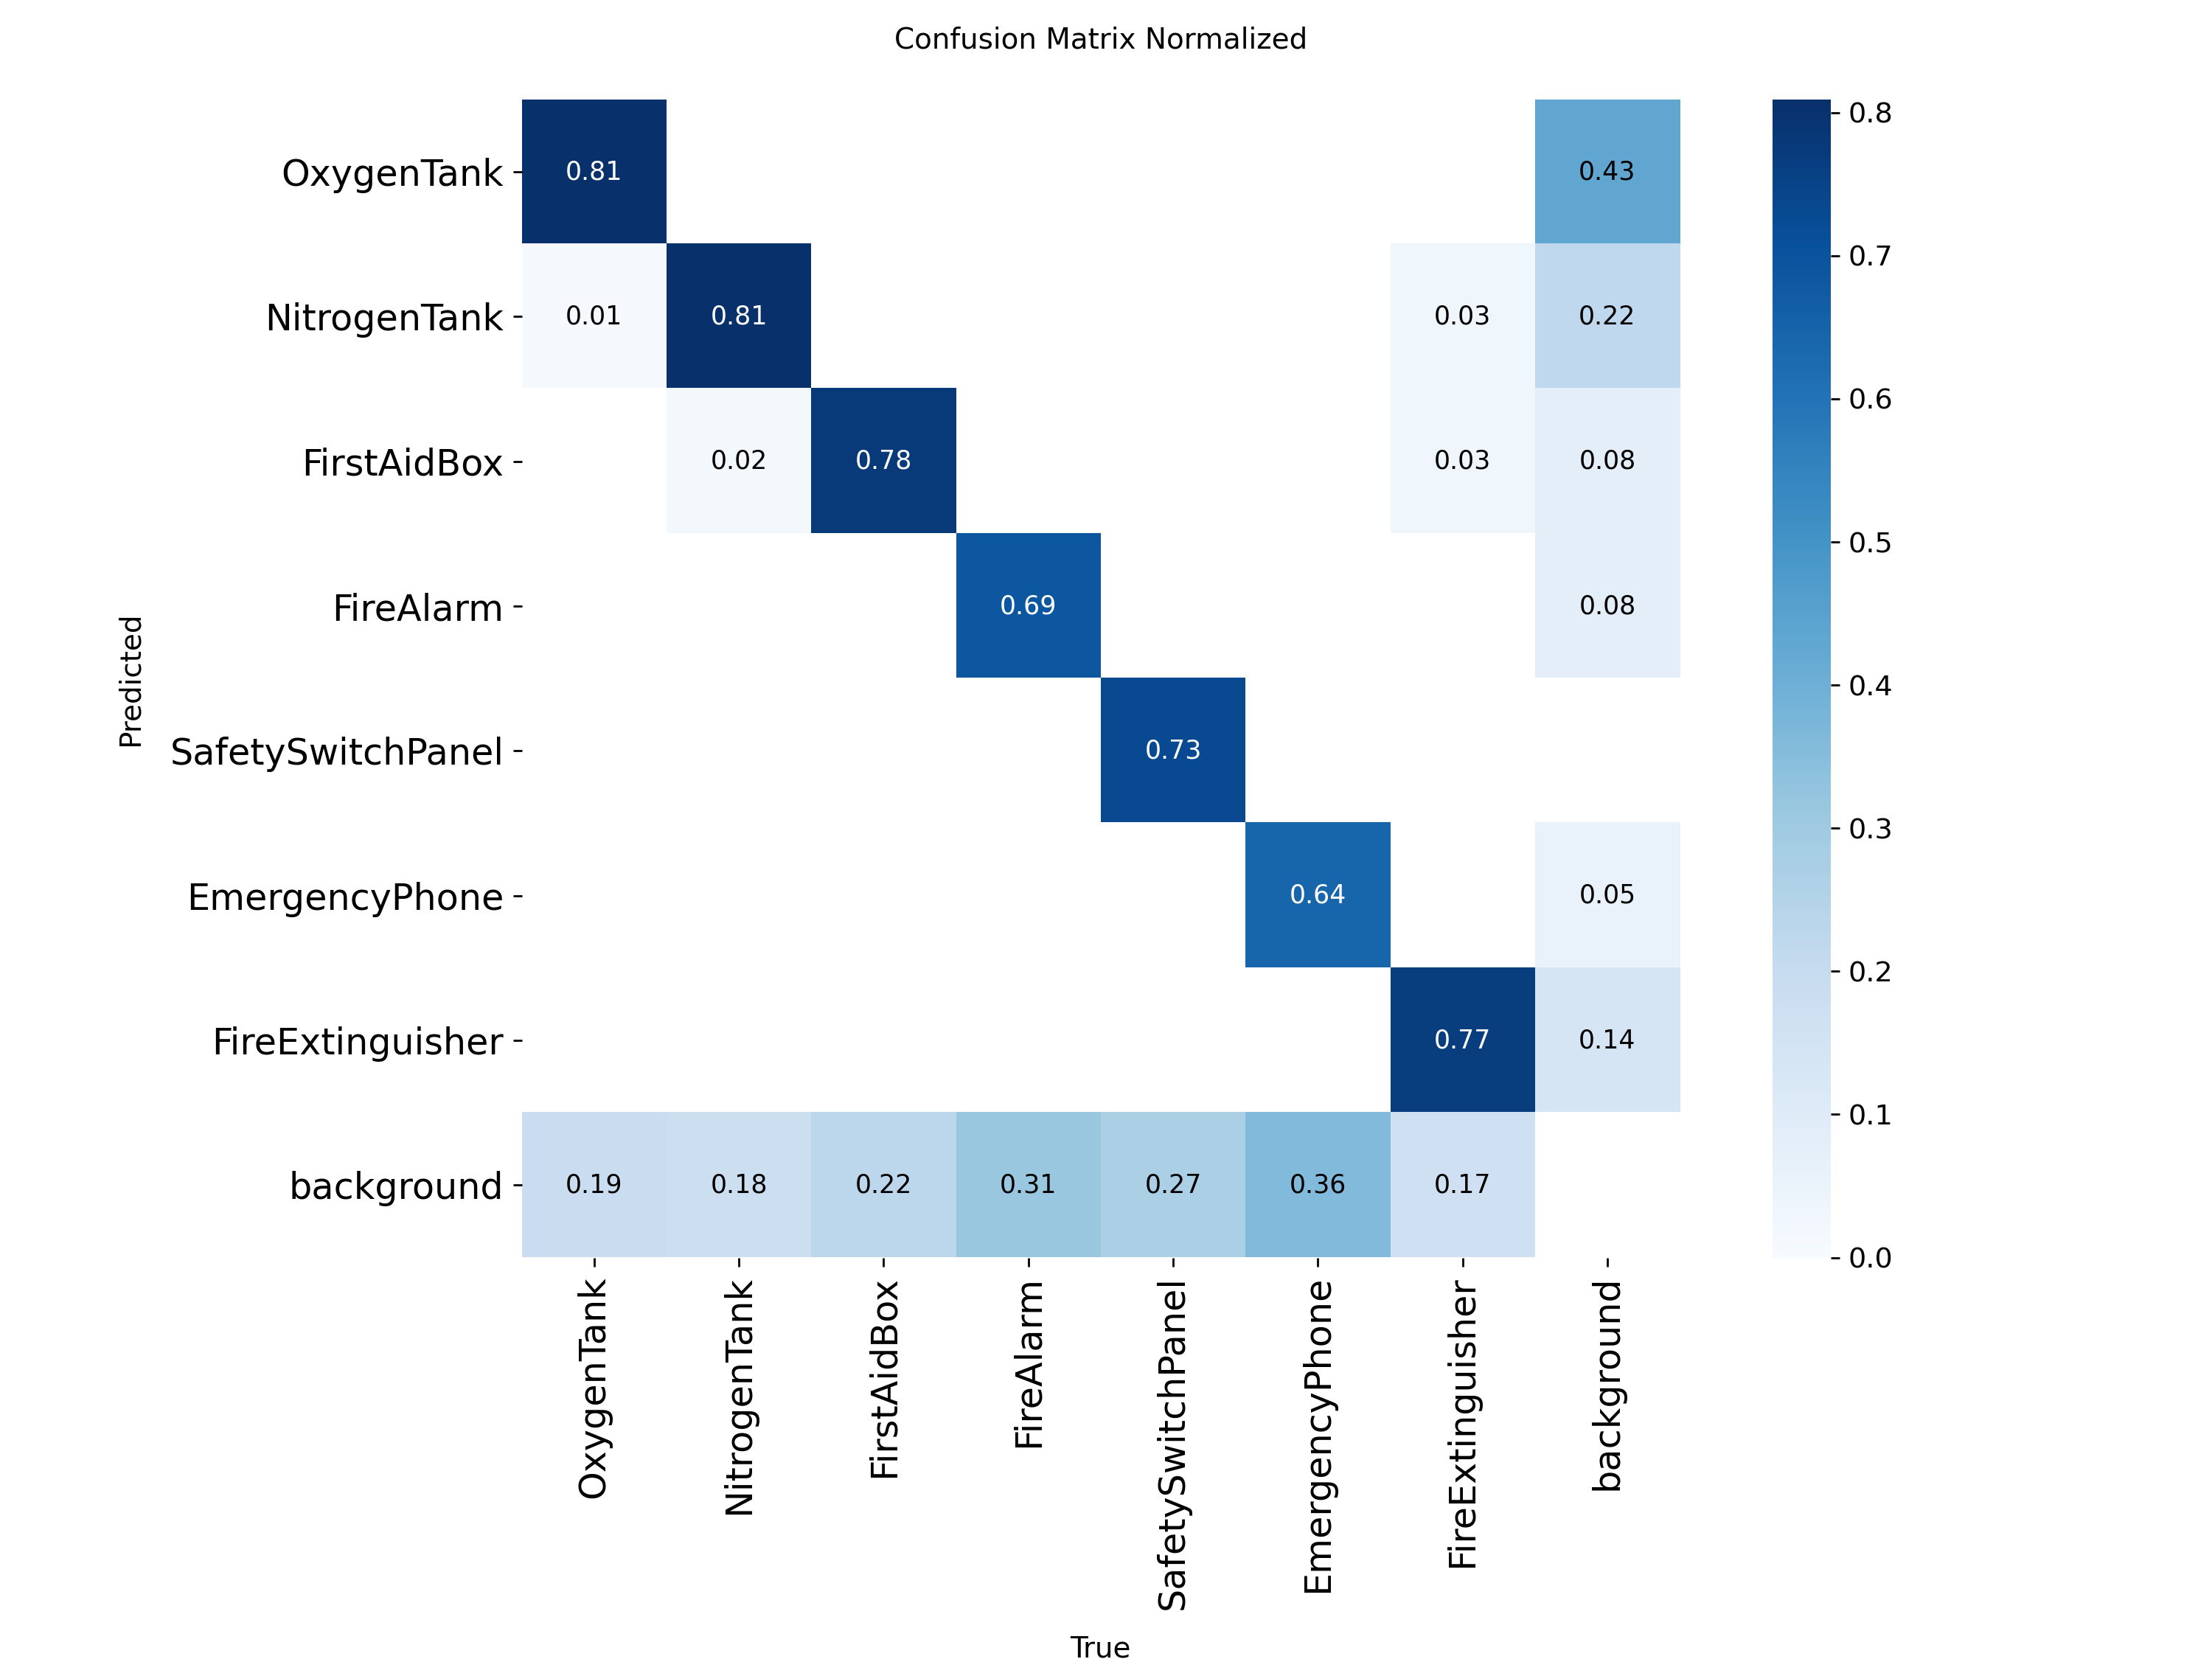 Confusion Matrix Normalized
OxygenTank 0.81 0.43 0.8
0.7
NitrogenTank 0.01 0.81 0.03 0.22
0.6
FirstAidBox 0.02 0.78 0.03 0.08
0.5
FireAlarm 0.69 0.08
Predicted
0.4
SafetySwitchPanel 0.73
0.3
EmergencyPhone 0.64 0.05
0.2
FireExtinguisher 0.77 0.14
0.1
background 0.19 0.18 0.22 0.31 0.27 0.36 0.17
0.0
OxygenTank
NitrogenTank
FirstAidBox
FireAlarm
SafetySwitchPanel
EmergencyPhone
FireExtinguisher
background
True